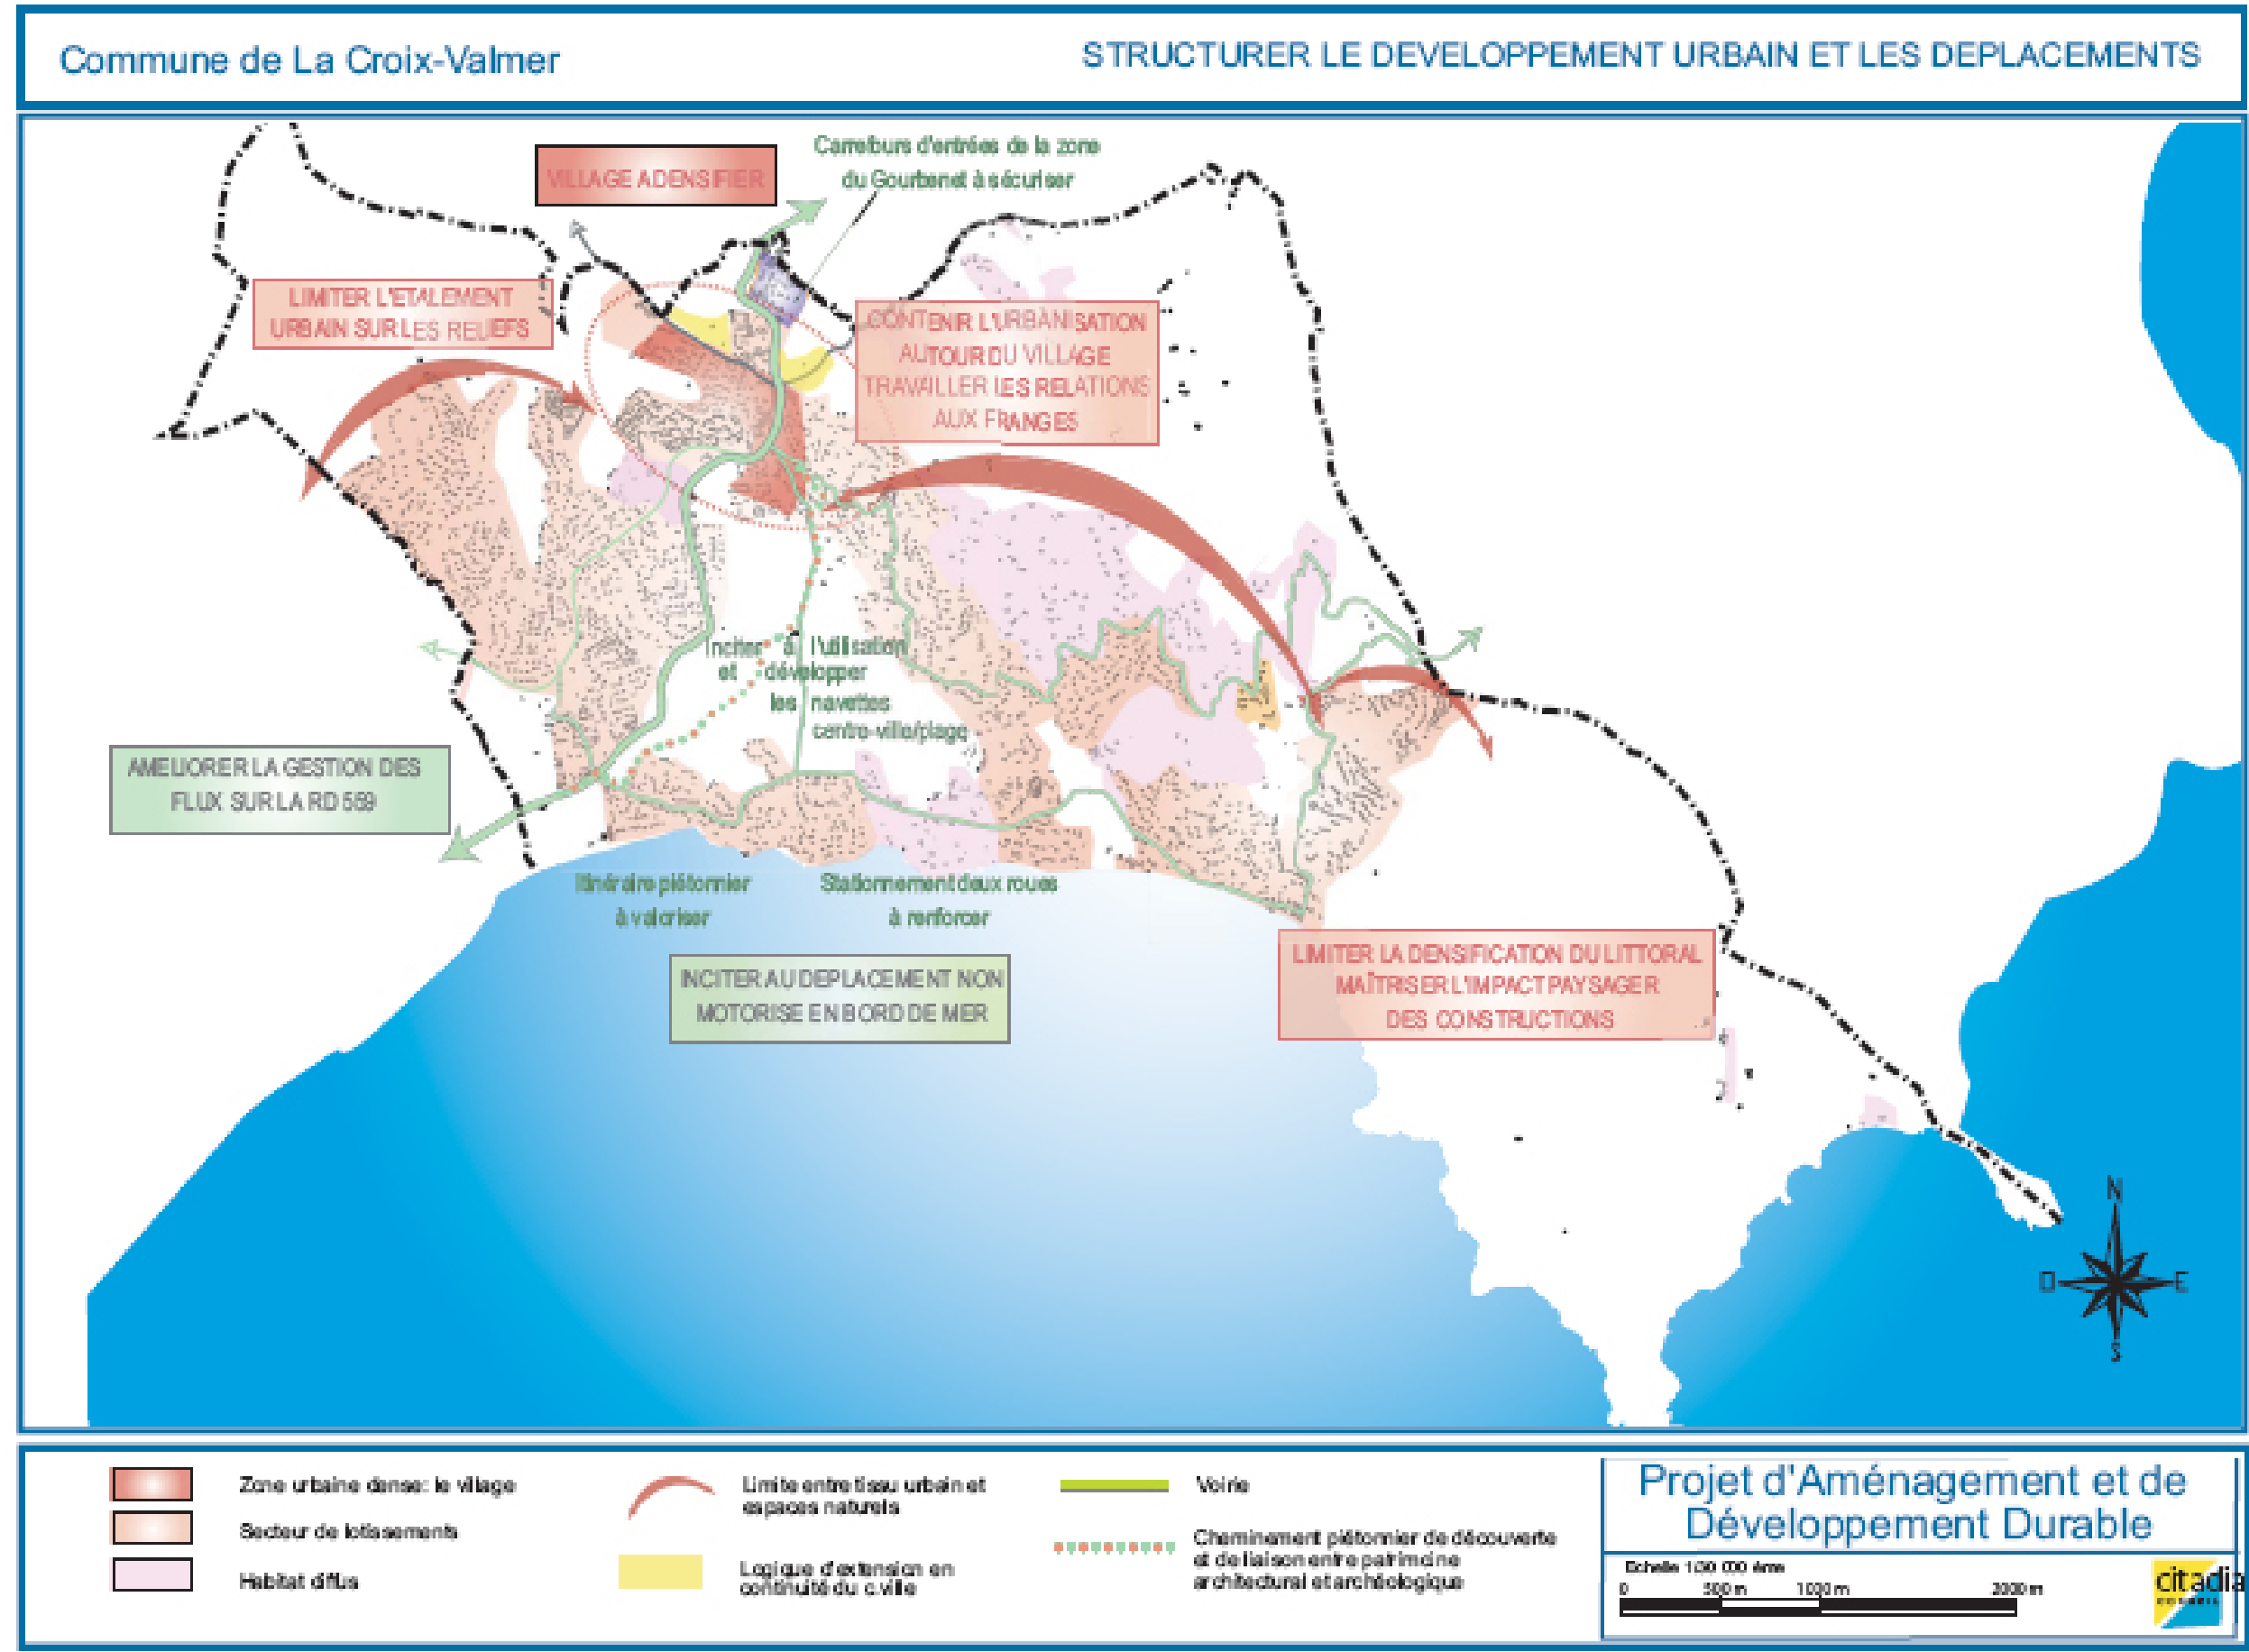 Commune de La Croix-Valmer
STRUCTURER LE DEVELOPPEMENT URBAIN ET LES DEPLACEMENTS
VILLAGE A DENSIFIER
Carrefours d'entrées de la zone
du Gourbenet à sécuriser
LIMITER L'ETALEMENT
URBAIN SUR LES RELIEFS
CONTENIR L'URBANISATION
AUTOUR DU VILLAGE
TRAVAILLER LES RELATIONS
AUX FRANGES
Inciter à l'utilisation
et développer
les navettes
centre-ville/plage
AMELIORER LA GESTION DES
FLUX SUR LA RD 559
Itinéraire piétonnier
à valoriser
Stationnement deux roues
à renforcer
INCITER AU DEPLACEMENT NON
MOTORISE EN BORD DE MER
LIMITER LA DENSIFICATION DU LITTORAL
MAÎTRISER L'IMPACT PAYSAGER
DES CONSTRUCTIONS
N
O
E
S
Zone urbaine dense: le village
Secteur de lotissements
Habitat diffus
Limite entre tissu urbain et
espaces naturels
Logique d'extension en
continuité du c.ville
Voirie
Cheminement piétonnier de découverte
et de liaison entre patrimoine
architectural et archéologique
Projet d'Aménagement et de
Développement Durable
Echelle 1/30 000 ème
0 500 m 1000 m 2000 m
citadia
CONSEIL